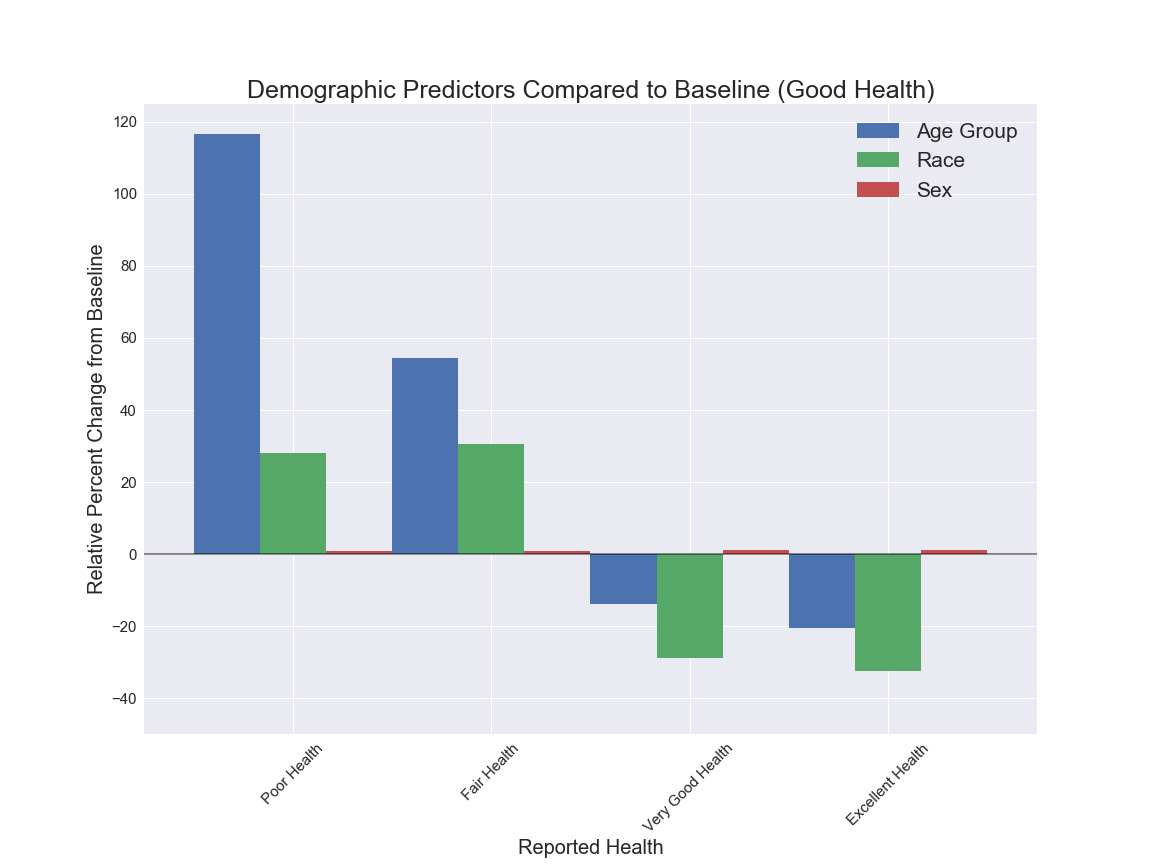 Demographic Predictors Compared to Baseline (Good Health)
Age Group
Race
Sex
Relative Percent Change from Baseline
120
100
80
60
40
20
0
−20
−40
Poor Health
Fair Health
Very Good Health
Excellent Health
Reported Health